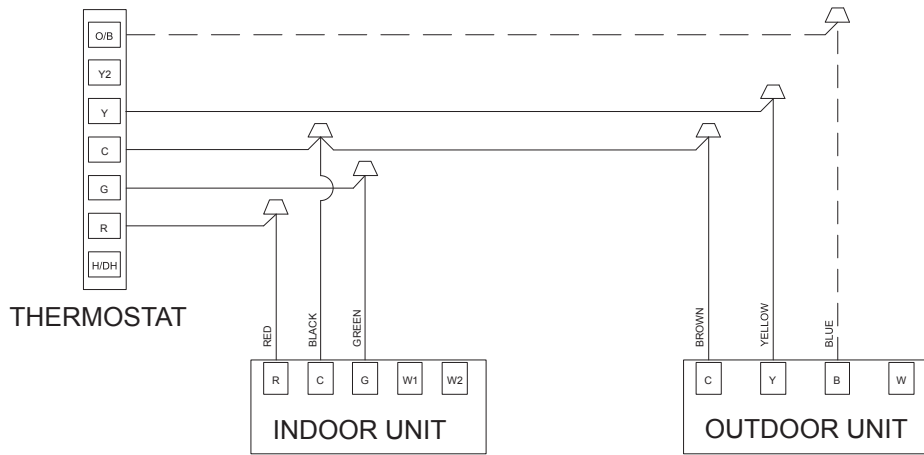 O/B
Y2
Y
C
G
R
H/DH
THERMOSTAT
RED
BLACK
GREEN
BROWN
YELLOW
BLUE
R C G W1 W2
INDOOR UNIT
C Y B W
OUTDOOR UNIT